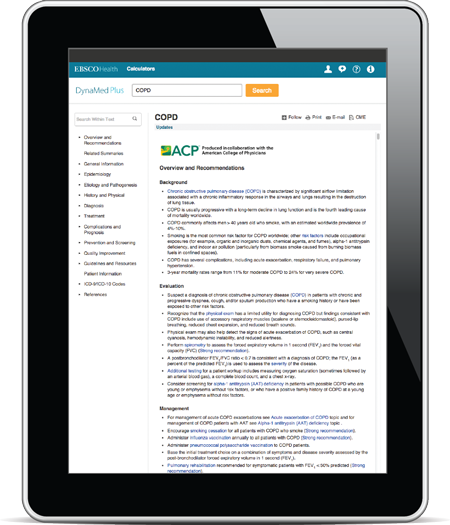 EBSCOHealth Calculators
DynaMed Plus COPD Search
Search Within Text
Overview and
Recommendations
Related Summaries
General Information
Epidemiology
Etiology and Pathogenesis
History and Physical
Diagnosis
Treatment
Complications and
Prognosis
Prevention and Screening
Quality Improvement
Guidelines and Resources
Patient Information
ICD-9/ICD-10 Codes
References
COPD
Follow Print E-mail CME
Updates
ACP
Produced in collaboration with the
American College of Physicians
Overview and Recommendations
Background
Chronic obstructive pulmonary disease (COPD) is characterized by significant airflow limitation
associated with a chronic inflammatory response in the airways and lungs resulting in the destruction
of lung tissue.
COPD is usually progressive with a long-term decline in lung function and is the fourth leading cause
of mortality worldwide.
COPD commonly affects men > 40 years old who smoke, with an estimated worldwide prevalence of
4%-10%.
Smoking is the most common risk factor for COPD worldwide; other risk factors include occupational
exposures (for example, organic and inorganic dusts, chemical agents, and fumes), alpha-1 antitrypsin
deficiency, and indoor air pollution (particularly from smoke caused from burning biomass
fuels in confined spaces).
COPD has several complications, including acute exacerbation, respiratory failure, and pulmonary
hypertension.
3-year mortality rates range from 11% for moderate COPD to 24% for very severe COPD.
Evaluation
Suspect a diagnosis of chronic obstructive pulmonary disease (COPD) in patients with chronic and
progressive dyspnea, cough, and/or sputum production who have a smoking history or have been
exposed to other risk factors.
Recognize that the physical exam has a limited utility for diagnosing COPD but findings consistent with
COPD include use of accessory respiratory muscles (scalene or sternocleidomastoid), pursed-lip
breathing, reduced chest expansion, and reduced breath sounds.
Physical exam may also help detect the signs of acute exacerbation of COPD, such as central
cyanosis, hemodynamic instability, and reduced alertness.
Perform spirometry to assess the forced expiratory volume in 1 second (FEV1) and the forced vital
capacity (FVC) (Strong recommendation).
A postbronchodilator FEV1/FVC ratio < 0.7 is consistent with a diagnosis of COPD; the FEV1 (as a
percent of the predicted FEV1) is used to assess the severity of the disease.
Additional testing for a patient workup includes measuring oxygen saturation (sometimes followed by
an arterial blood gas), a complete blood count, and a chest x-ray.
Consider screening for alpha-1 antitrypsin (AAT) deficiency in patients with possible COPD who are
young or emphysema without risk factors, or who have a positive family history of COPD at a young
age or emphysema without risk factors.
Management
For management of acute COPD exacerbations see Acute exacerbation of COPD topic and for
management of COPD patients with AAT see Alpha-1 antitrypsin (AAT) deficiency topic.
Encourage smoking cessation for all patients with COPD who smoke (Strong recommendation).
Administer influenza vaccination annually to all patients with COPD (Strong recommendation).
Administer pneumococcal polysaccharide vaccination to COPD patients.
Base the initial treatment choice on a combination of symptoms and disease severity assessed by the
post-bronchodilator forced expiratory volume in 1 second (FEV1).
Pulmonary rehabilitation recommended for symptomatic patients with FEV1 < 50% predicted (Strong
recommendation).